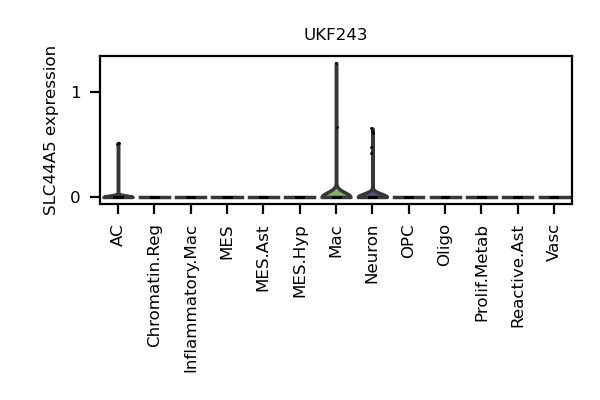 UKF243
SLC44A5 expression
1
0
AC
Chromatin.Reg
Inflammatory.Mac
MES
MES.Ast
MES.Hyp
Mac
Neuron
OPC
Oligo
Prolif.Metab
Reactive.Ast
Vasc